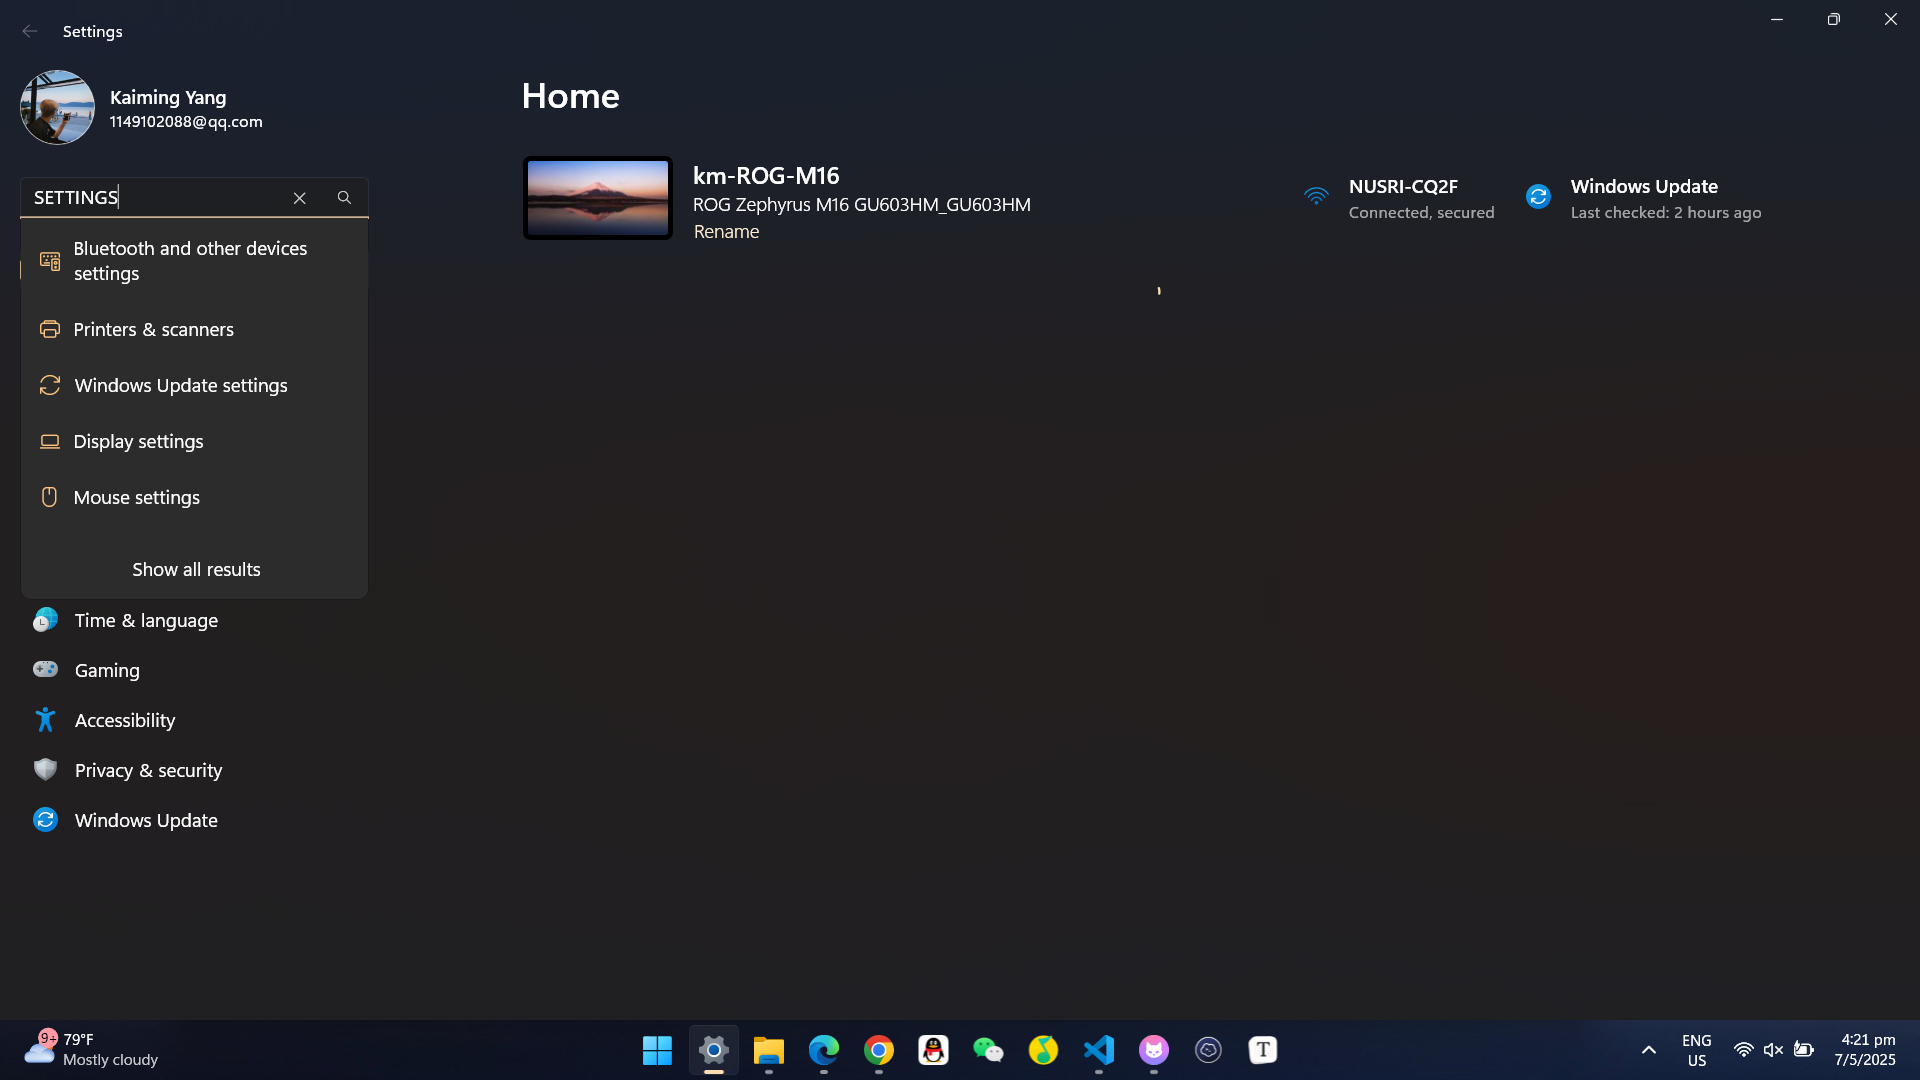 Settings
Kaiming Yang
1149102088@qq.com
SETTINGS
Bluetooth and other devices
settings
Printers & scanners
Windows Update settings
Display settings
Mouse settings
Show all results
Time & language
Gaming
Accessibility
Privacy & security
Windows Update
Home
km-ROG-M16
ROG Zephyrus M16 GU603HM_GU603HM
Rename
NUSRI-CQ2F
Connected, secured
Windows Update
Last checked: 2 hours ago
9+
79°F
Mostly cloudy
T
ENG
US
4:21 pm
7/5/2025